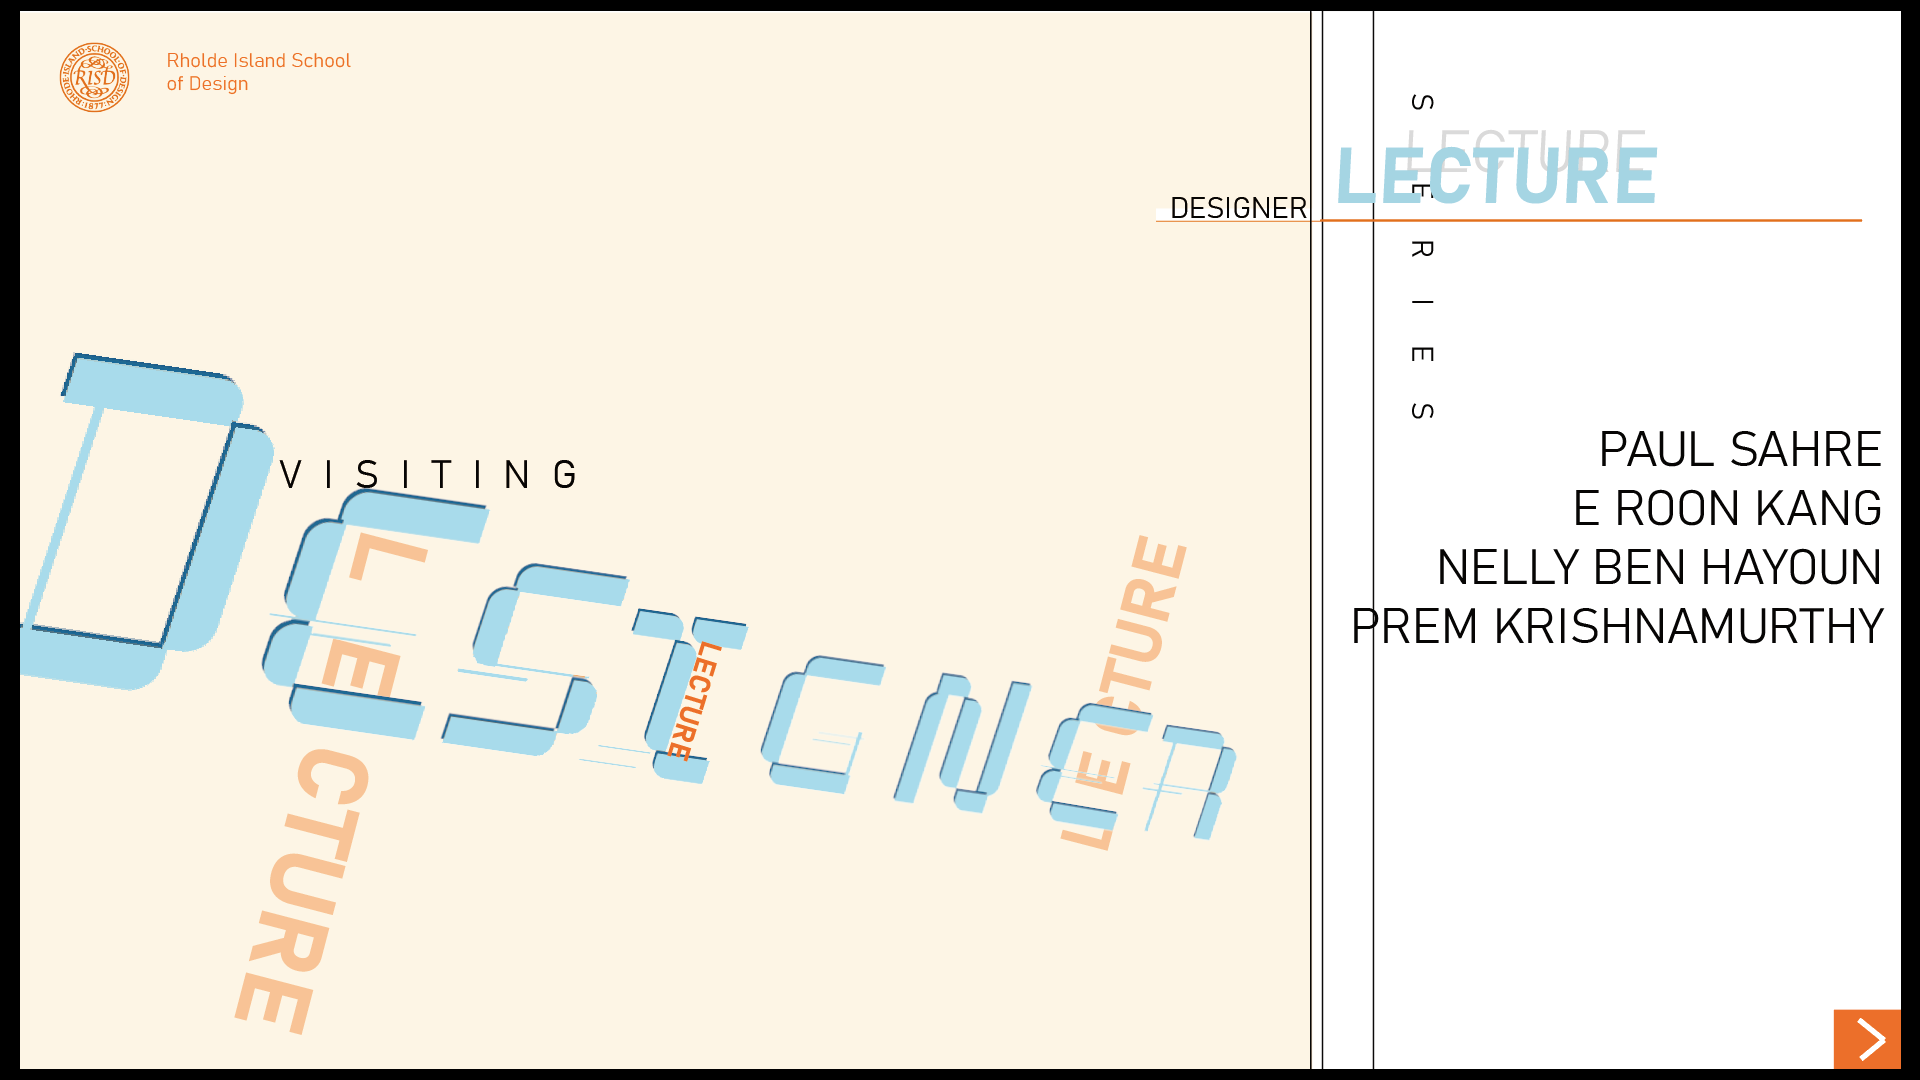 RHODE·ISLAND·SCHOOL·OF·DESIGN·
RISD
·1877·
Rholde Island School
of Design
SERIES
LECTURE
LECTURE
DESIGNER
DESIGNER
VISITING
LECTURE
LECTURE
LECTURE
PAUL SAHRE
E ROON KANG
NELLY BEN HAYOUN
PREM KRISHNAMURTHY